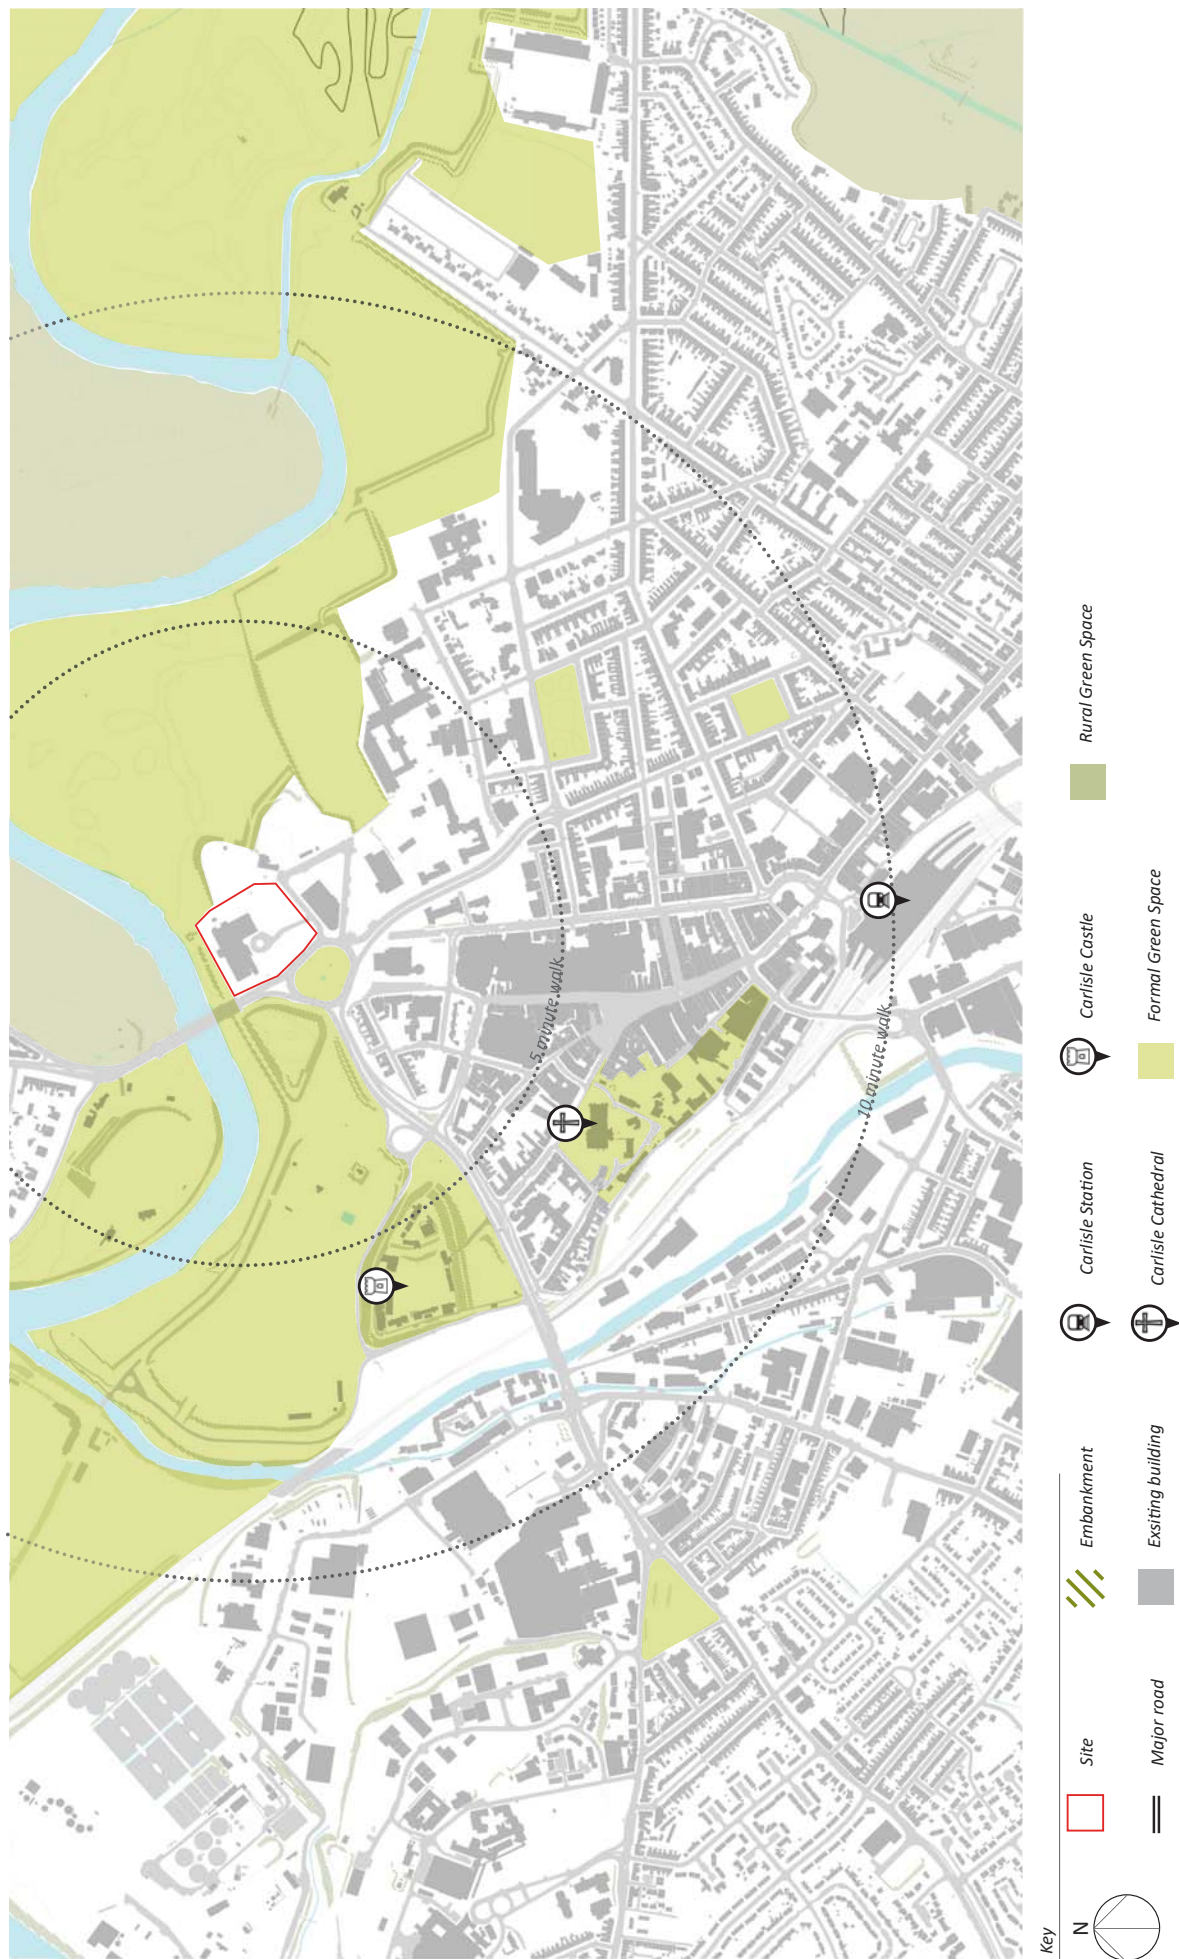 5 minute walk
10 minute walk
Key
N
Site
Embankment
Carlisle Station
Carlisle Castle
Rural Green Space
Major road
Exsiting building
Carlisle Cathedral
Formal Green Space